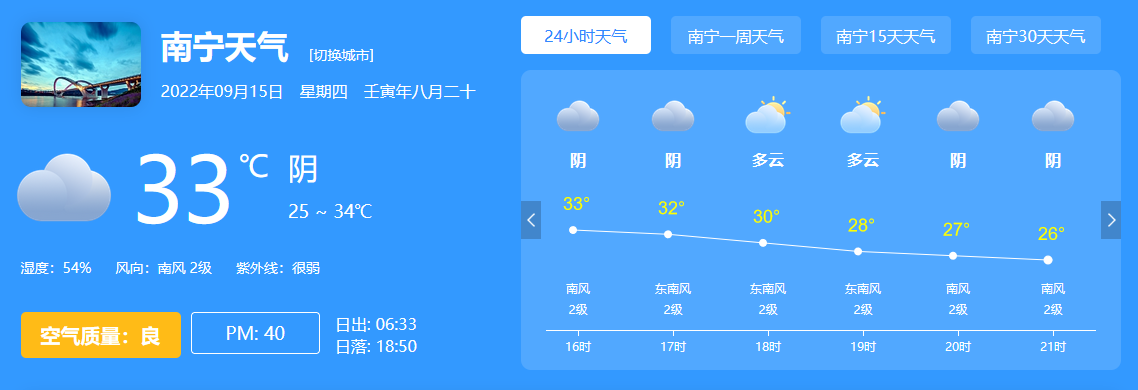 南宁天气 [切换城市]
2022年09月15日 星期四 壬寅年八月二十
33℃ 阴
25 ~ 34℃
湿度：54% 风向：南风 2级 紫外线：很弱
空气质量：良 PM: 40
日出: 06:33
日落: 18:50
24小时天气 南宁一周天气 南宁15天天气 南宁30天天气
阴 阴 多云 多云 阴 阴
33° 32° 30° 28° 27° 26°
南风 东南风 东南风 东南风 南风 南风
2级 2级 2级 2级 2级 2级
16时 17时 18时 19时 20时 21时